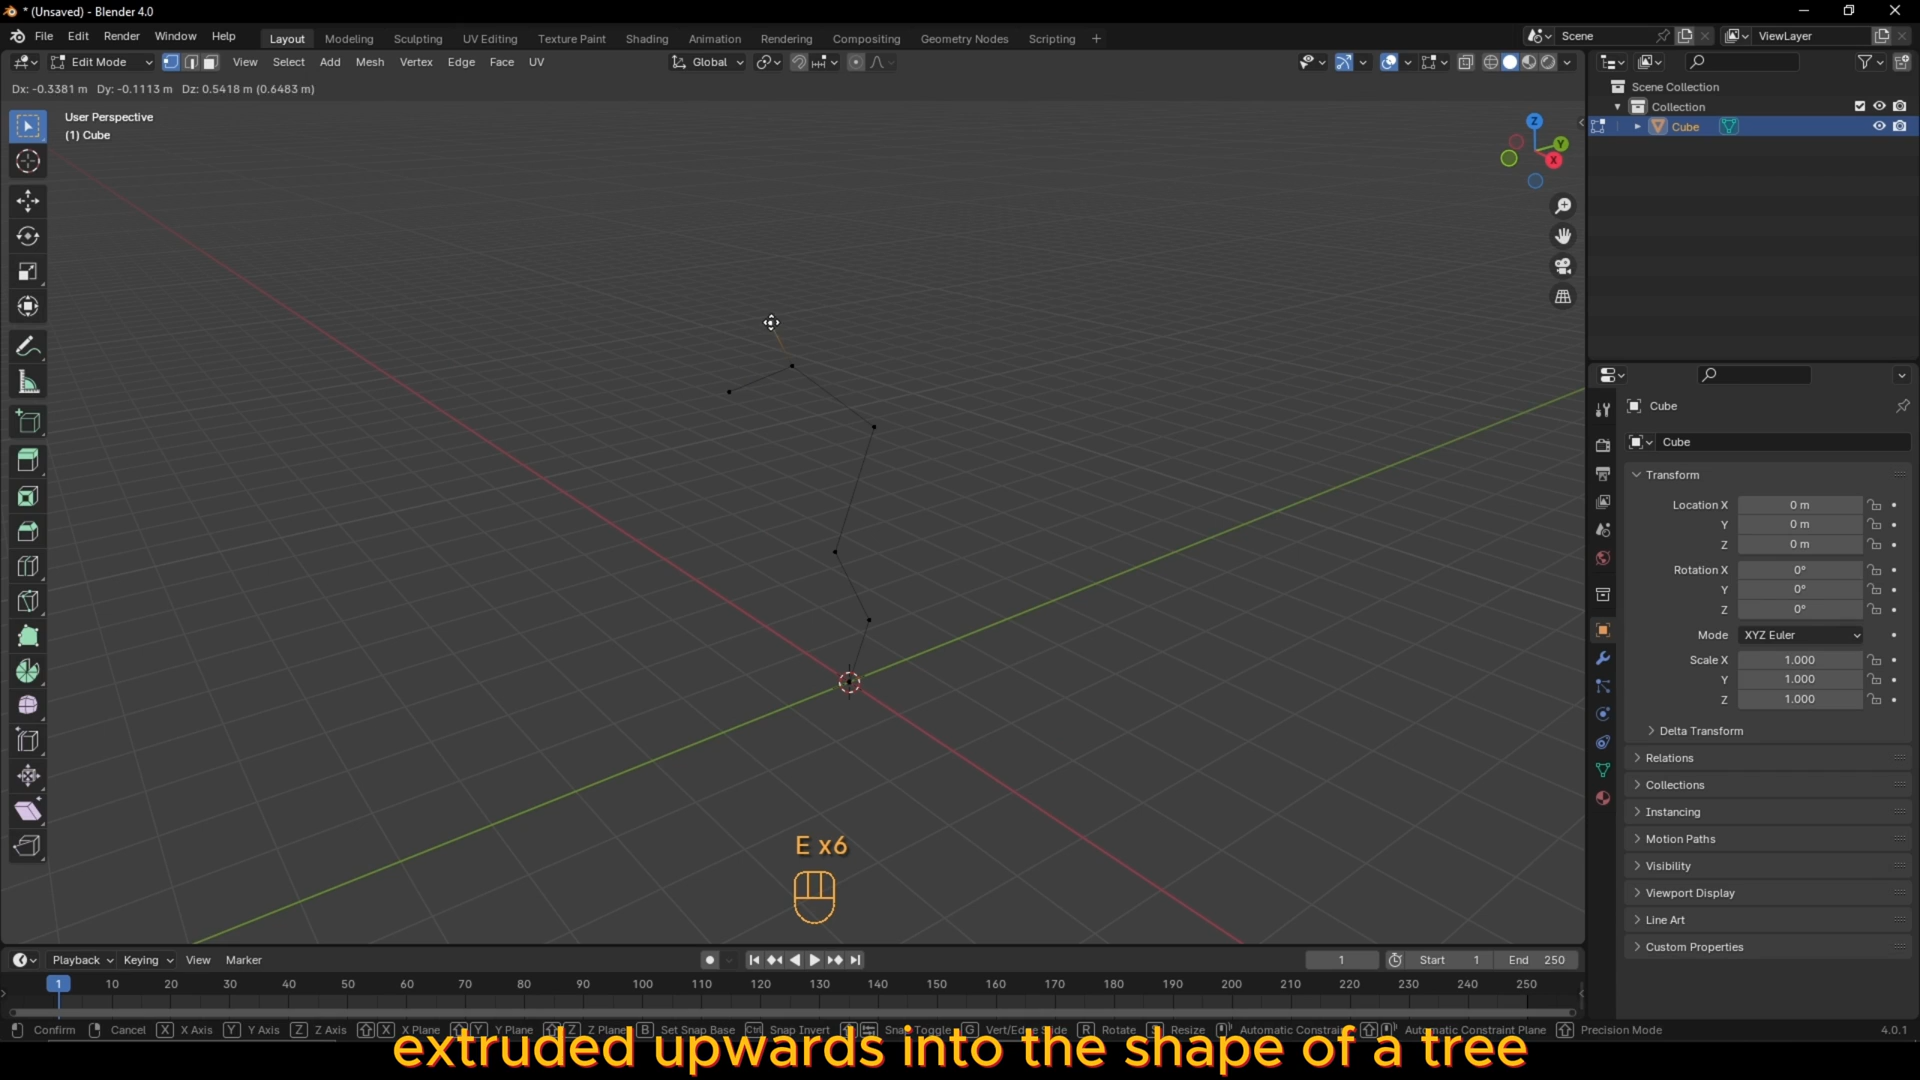 * (Unsaved) - Blender 4.0
File Edit Render Window Help
Layout Modeling Sculpting UV Editing Texture Paint Shading Animation Rendering Compositing Geometry Nodes Scripting +
Scene
ViewLayer
Edit Mode View Select Add Mesh Vertex Edge Face UV
Global
Dx: -0.3381 m Dy: -0.1113 m Dz: 0.5418 m (0.6483 m)
User Perspective
(1) Cube
Z
Y
X
Scene Collection
Collection
Cube
Cube
Cube
Transform
Location X 0 m
Y 0 m
Z 0 m
Rotation X 0°
Y 0°
Z 0°
Mode XYZ Euler
Scale X 1.000
Y 1.000
Z 1.000
Delta Transform
Relations
Collections
Instancing
Motion Paths
Visibility
Viewport Display
Line Art
Custom Properties
E x6
Playback Keying View Marker
1 Start 1 End 250
1 10 20 30 40 50 60 70 80 90 100 110 120 130 140 150 160 170 180 190 200 210 220 230 240 250
Confirm Cancel X X Axis Y Y Axis Z Z Axis X X Plane Y Y Plane Z Z Plane B Set Snap Base Ctrl Snap Invert Snap Toggle G Vert/Edge Slide R Rotate Resize Automatic Constraint Automatic Constraint Plane Precision Mode 4.0.1
extruded upwards into the shape of a tree